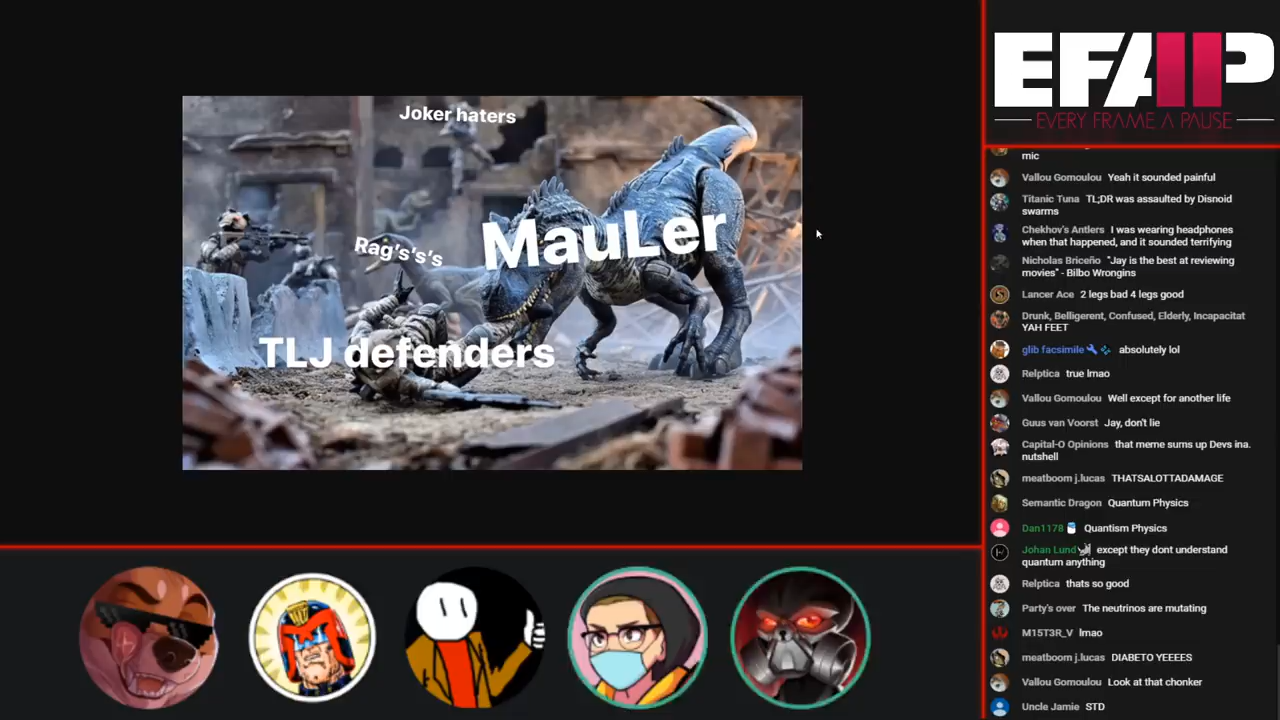 Joker haters
Rag's's's
MauLer
TLJ defenders
EFAP
EVERY FRAME A PAUSE
mic
Vallou Gomoulou Yeah it sounded painful
Titanic Tuna TL;DR was assaulted by Disnoid
swarms
Chekhov's Antlers I was wearing headphones
when that happened, and it sounded terrifying
Nicholas Briceño "Jay is the best at reviewing
movies" - Bilbo Wrongins
Lancer Ace 2 legs bad 4 legs good
Drunk, Belligerent, Confused, Elderly, Incapacitat
YAH FEET
glib facsimile absolutely lol
Relptica true lmao
Vallou Gomoulou Well except for another life
Guus van Voorst Jay, don't lie
Capital-O Opinions that meme sums up Devs ina.
nutshell
meatboom j.lucas THATSALOTTADAMAGE
Semantic Dragon Quantum Physics
Dan1178 Quantism Physics
Johan Lund except they dont understand
quantum anything
Relptica thats so good
Party's over The neutrinos are mutating
M15T3R_V lmao
meatboom j.lucas DIABETO YEEEES
Vallou Gomoulou Look at that chonker
Uncle Jamie STD